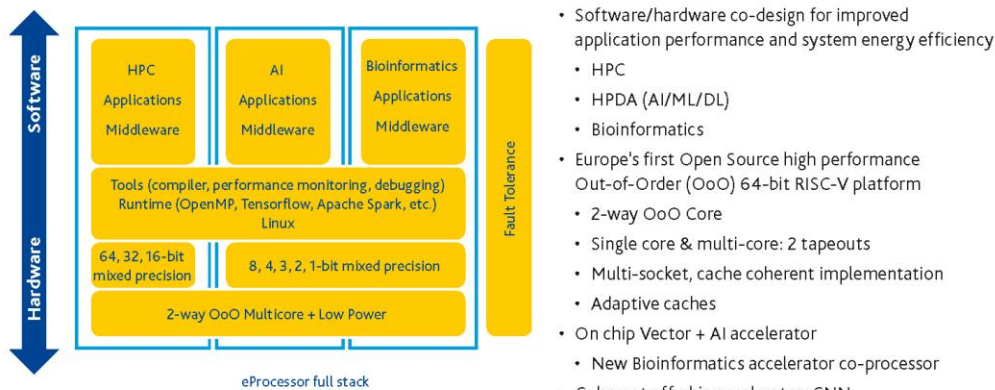 Software
Hardware
HPC
Applications
Middleware
AI
Applications
Middleware
Bioinformatics
Applications
Middleware
Tools (compiler, performance monitoring, debugging)
Runtime (OpenMP, Tensorflow, Apache Spark, etc.)
Linux
64, 32, 16-bit
mixed precision
8, 4, 3, 2, 1-bit mixed precision
2-way OoO Multicore + Low Power
Fault Tolerance
eProcessor full stack
• Software/hardware co-design for improved
application performance and system energy efficiency
• HPC
• HPDA (AI/ML/DL)
• Bioinformatics
• Europe's first Open Source high performance
Out-of-Order (OoO) 64-bit RISC-V platform
• 2-way OoO Core
• Single core & multi-core: 2 tapeouts
• Multi-socket, cache coherent implementation
• Adaptive caches
• On chip Vector + AI accelerator
• New Bioinformatics accelerator co-processor